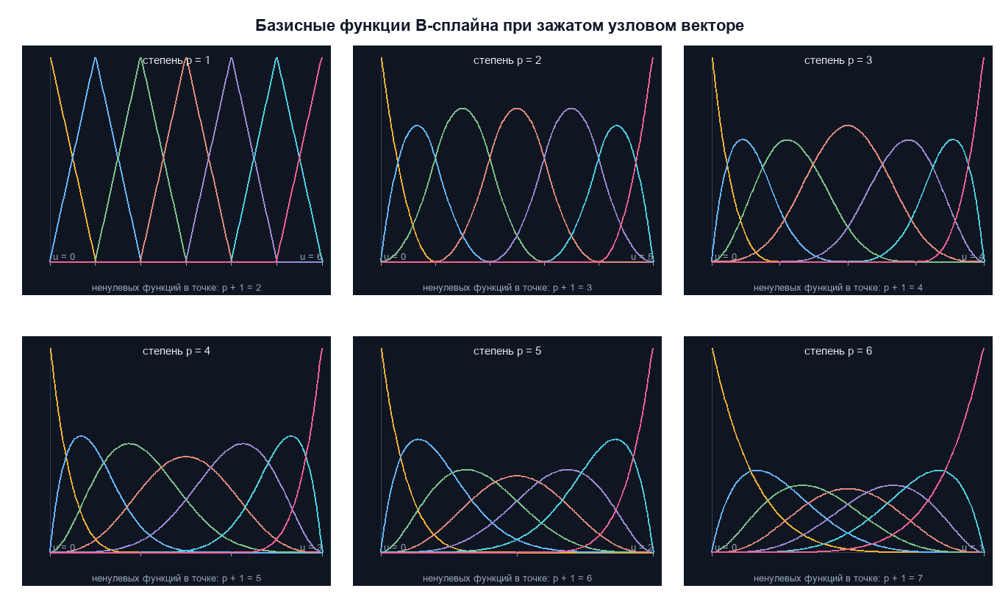 Базисные функции B-сплайна при зажатом узловом векторе
степень p = 1
степень p = 2
степень p = 3
u = 0
u = 6
u = 0
u = 5
u = 0
u = 4
ненулевых функций в точке: p + 1 = 2
ненулевых функций в точке: p + 1 = 3
ненулевых функций в точке: p + 1 = 4
степень p = 4
степень p = 5
степень p = 6
u = 0
u = 3
u = 0
u = 2
u = 0
u = 1
ненулевых функций в точке: p + 1 = 5
ненулевых функций в точке: p + 1 = 6
ненулевых функций в точке: p + 1 = 7